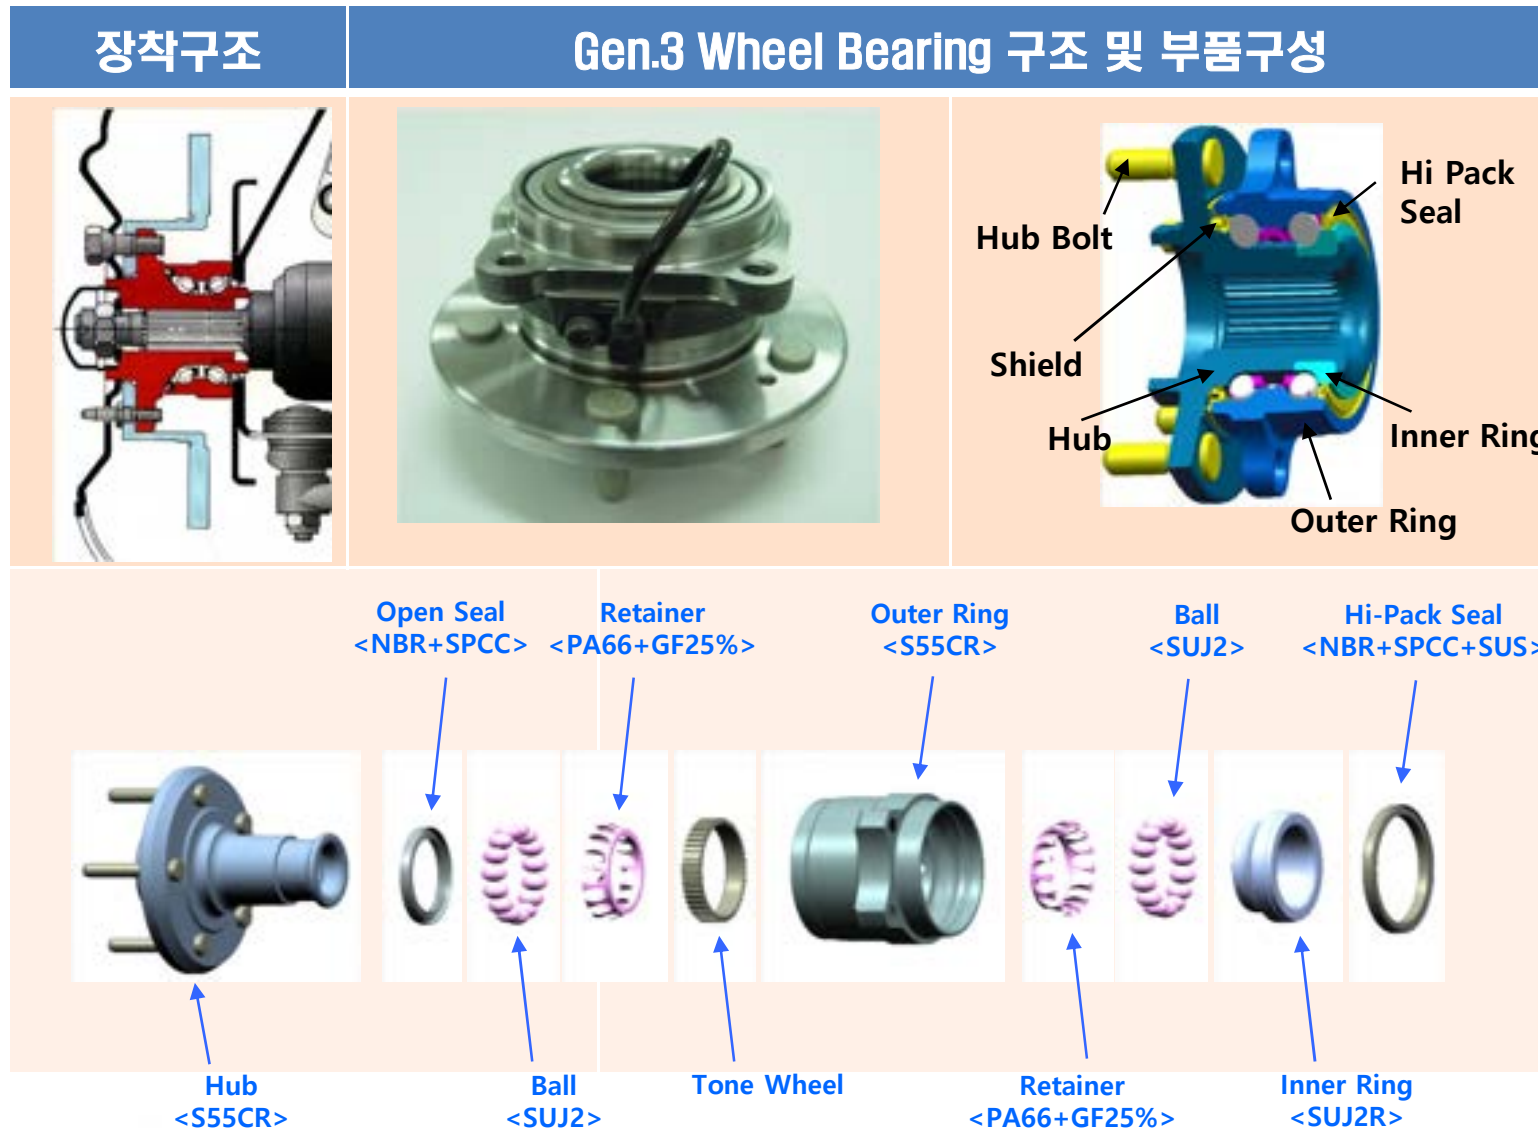 장착구조
Gen.3 Wheel Bearing 구조 및 부품구성
Hi Pack
Seal
Hub Bolt
Shield
Hub
Inner Ring
Outer Ring
Open Seal
<NBR+SPCC>
Retainer
<PA66+GF25%>
Outer Ring
<S55CR>
Ball
<SUJ2>
Hi-Pack Seal
<NBR+SPCC+SUS>
Hub
<S55CR>
Ball
<SUJ2>
Tone Wheel
Retainer
<PA66+GF25%>
Inner Ring
<SUJ2R>